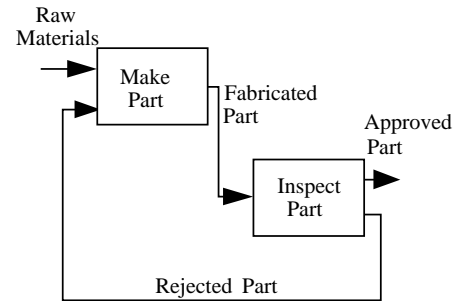 Raw
Materials
Make
Part
Fabricated
Part
Approved
Part
Inspect
Part
Rejected Part